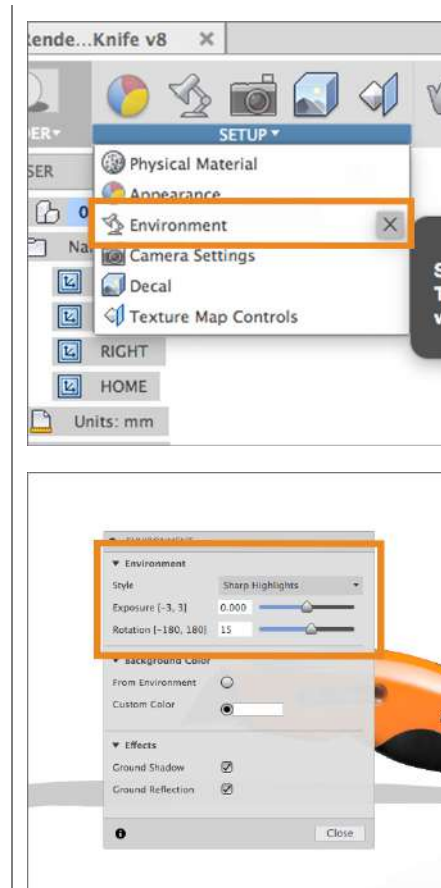 Rende...Knife v8
SETUP
Physical Material
Appearance
Environment
Camera Settings
Decal
Texture Map Controls
RIGHT
HOME
Units: mm
ENVIRONMENT
Environment
Style Sharp Highlights
Exposure [-3, 3] 0.000
Rotation [-180, 180] 15
Background Color
From Environment
Custom Color
Effects
Ground Shadow
Ground Reflection
Close